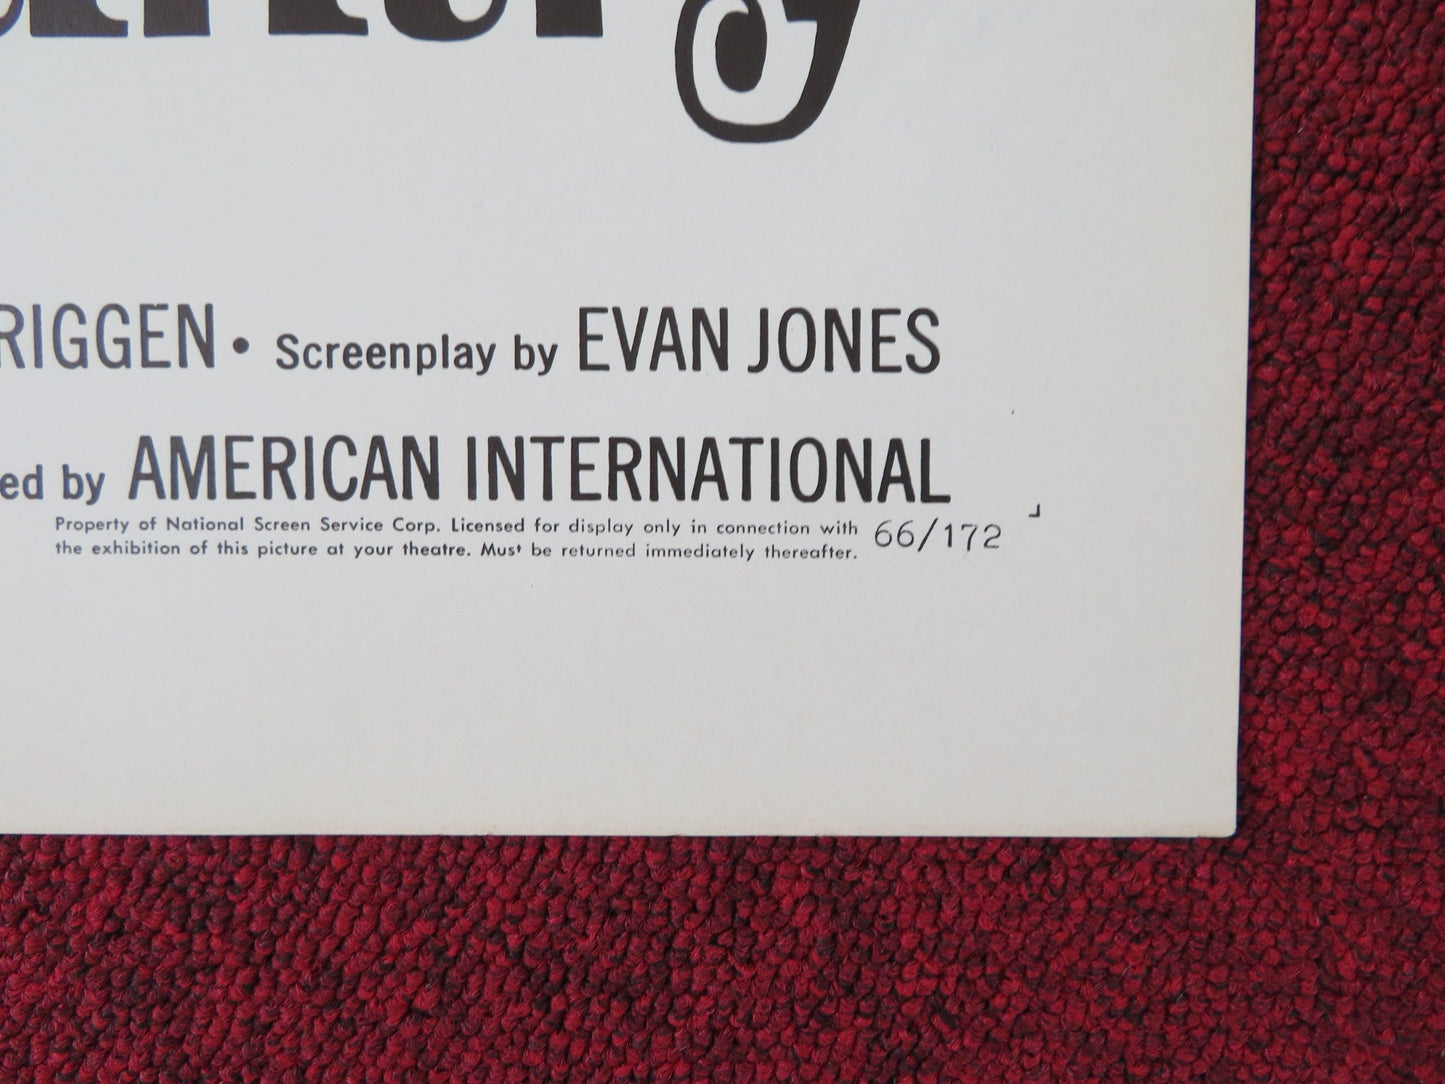 RIGGEN • Screenplay by EVAN JONES
ed by AMERICAN INTERNATIONAL
Property of National Screen Service Corp. Licensed for display only in connection with
the exhibition of this picture at your theatre. Must be returned immediately thereafter. 66/172